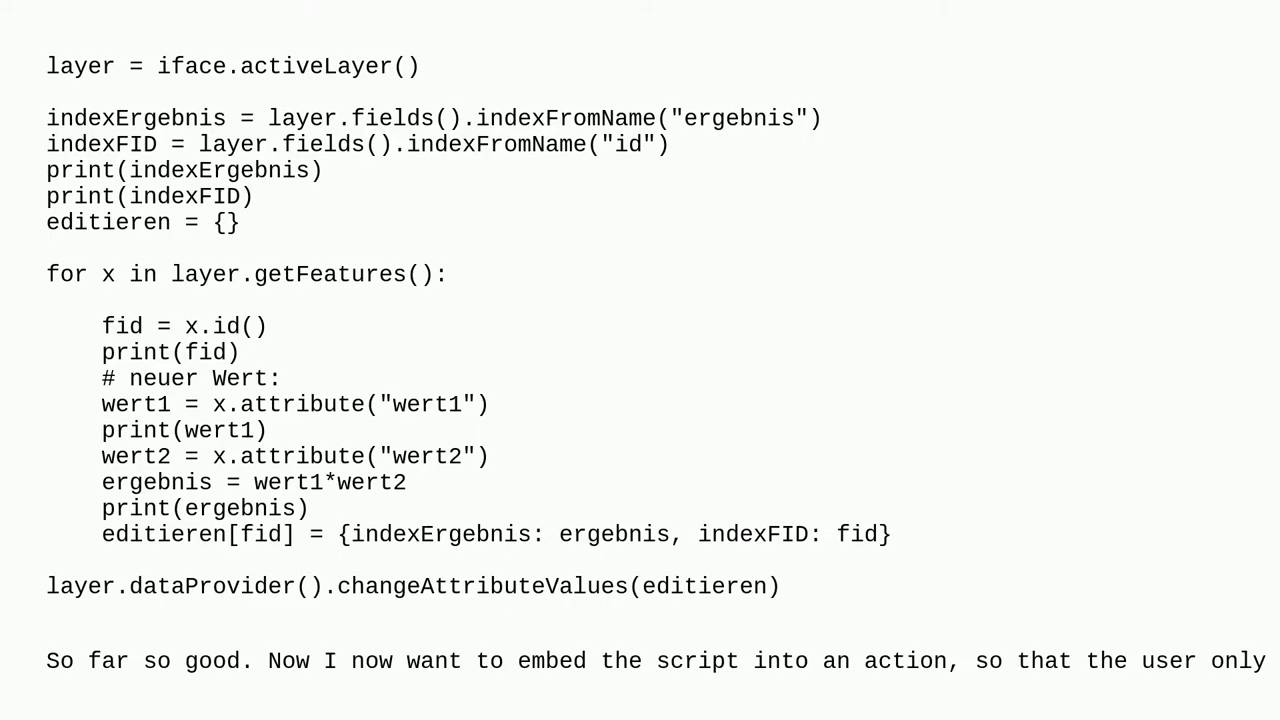 layer = iface.activeLayer()
indexErgebnis = layer.fields().indexFromName("ergebnis")
indexFID = layer.fields().indexFromName("id")
print(indexErgebnis)
print(indexFID)
editieren = {}
for x in layer.getFeatures():
    fid = x.id()
    print(fid)
    # neuer Wert:
    wert1 = x.attribute("wert1")
    print(wert1)
    wert2 = x.attribute("wert2")
    ergebnis = wert1*wert2
    print(ergebnis)
    editieren[fid] = {indexErgebnis: ergebnis, indexFID: fid}
layer.dataProvider().changeAttributeValues(editieren)
So far so good. Now I now want to embed the script into an action, so that the user only